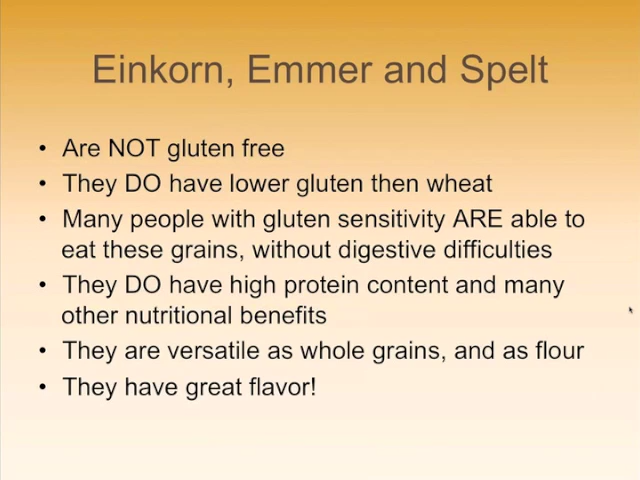 Einkorn, Emmer and Spelt
• Are NOT gluten free
• They DO have lower gluten then wheat
• Many people with gluten sensitivity ARE able to
eat these grains, without digestive difficulties
• They DO have high protein content and many
other nutritional benefits
• They are versatile as whole grains, and as flour
• They have great flavor!